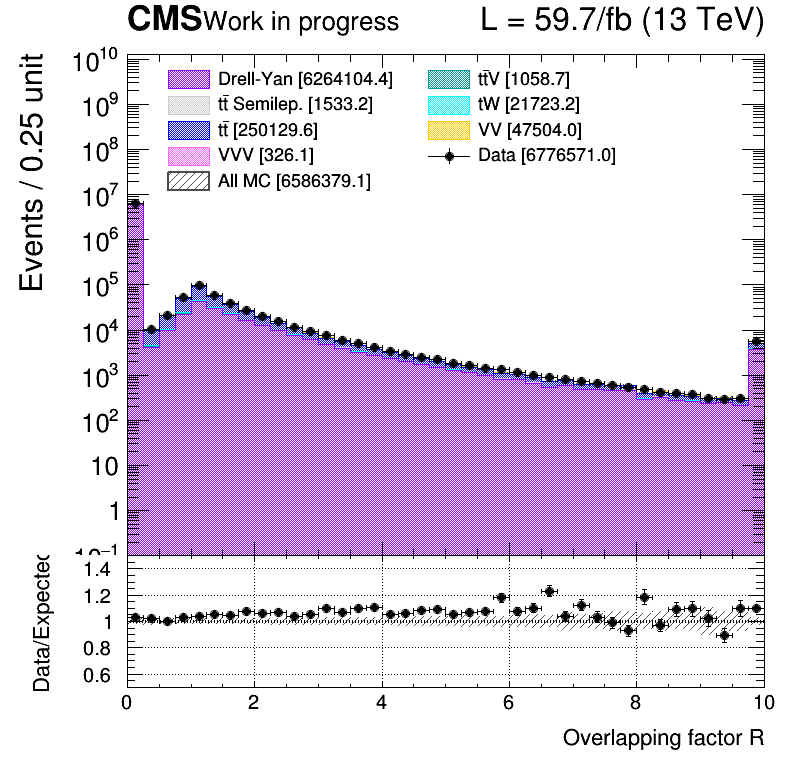 CMS Work in progress L = 59.7/fb (13 TeV)
Events / 0.25 unit
10^10
10^9
10^8
10^7
10^6
10^5
10^4
10^3
10^2
10
1
10^−1
Drell-Yan [6264104.4]
tt̄ Semilep. [1533.2]
tt̄ [250129.6]
VVV [326.1]
All MC [6586379.1]
tt̄V [1058.7]
tW [21723.2]
VV [47504.0]
Data [6776571.0]
Data/Expected
1.4
1.2
1
0.8
0.6
0 2 4 6 8 10
Overlapping factor R